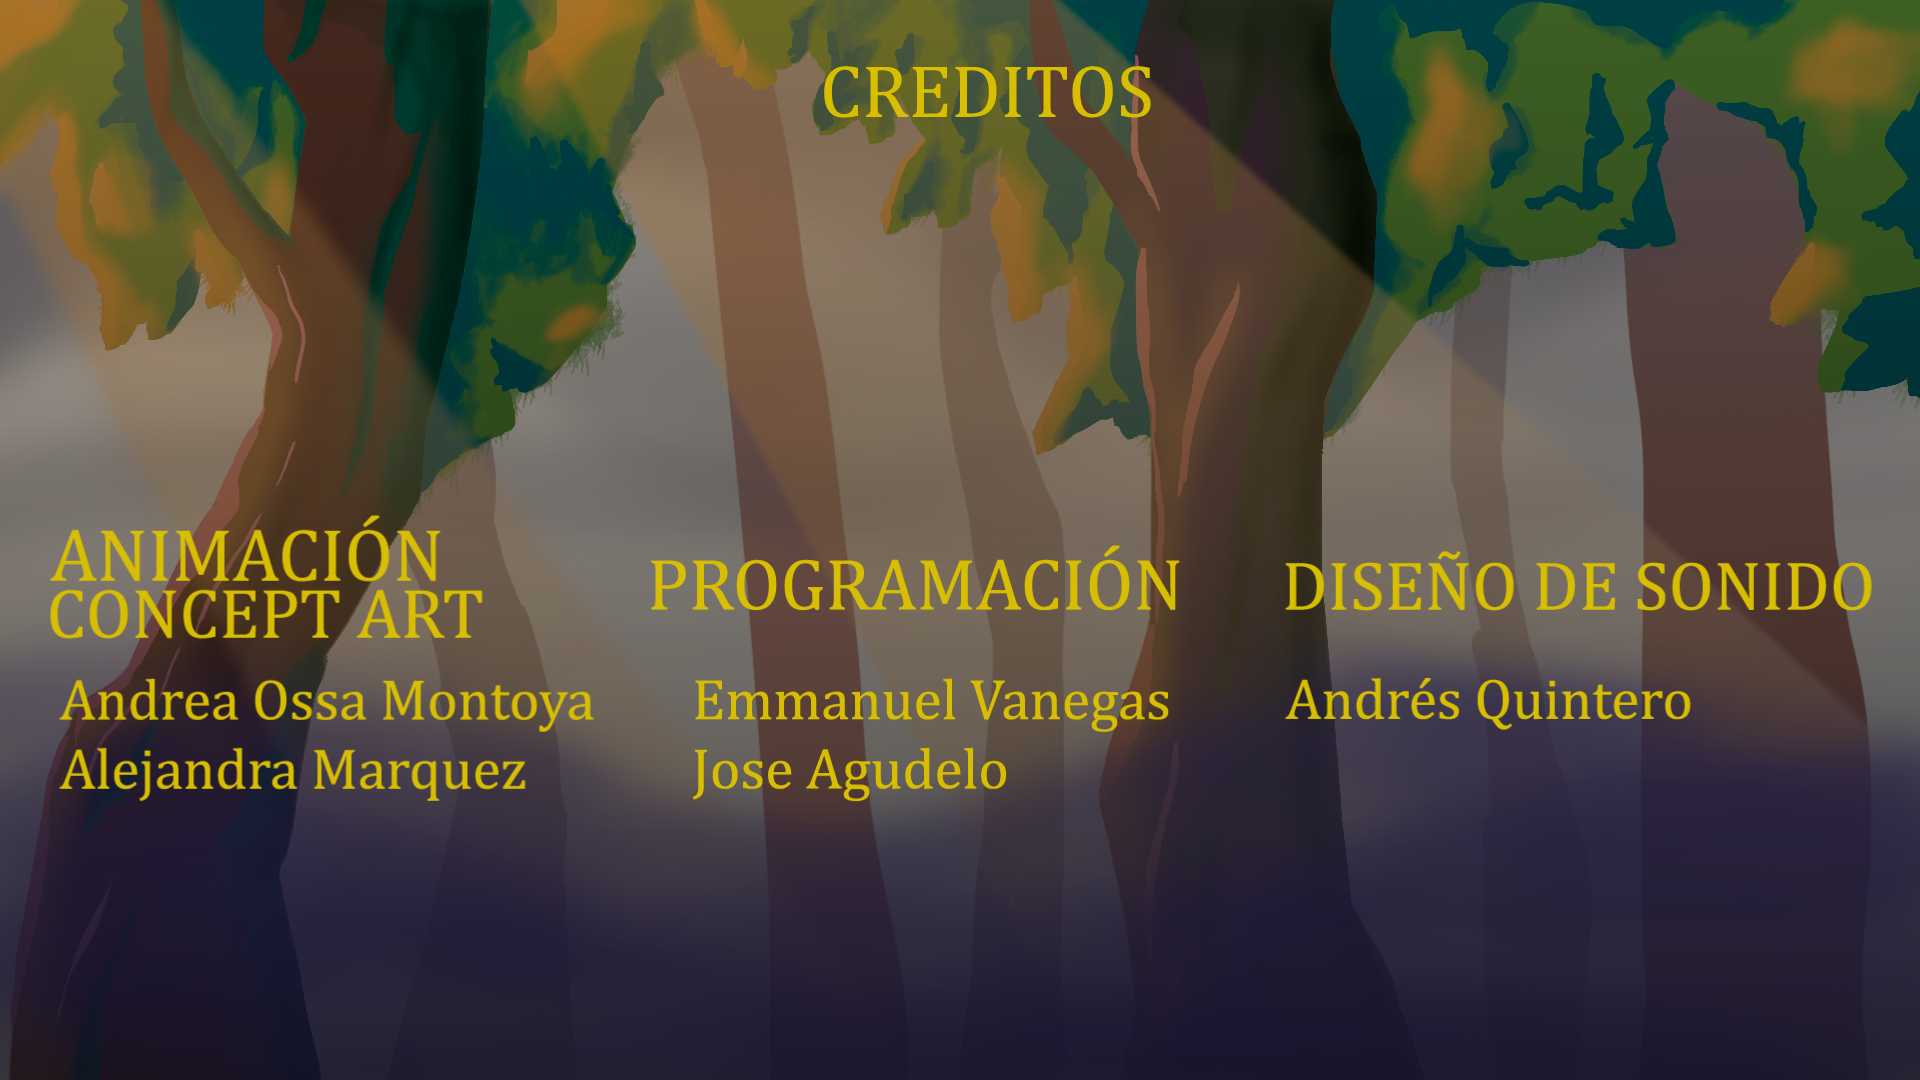 CREDITOS
ANIMACIÓN
CONCEPT ART
Andrea Ossa Montoya
Alejandra Marquez
PROGRAMACIÓN
Emmanuel Vanegas
Jose Agudelo
DISEÑO DE SONIDO
Andrés Quintero